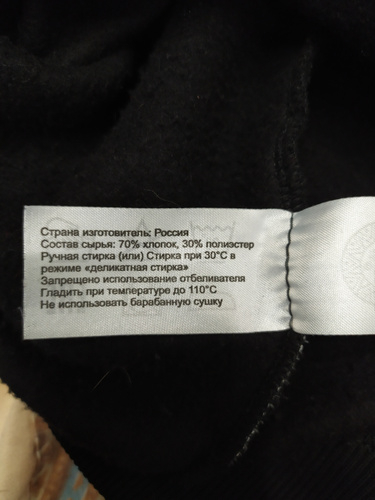 Страна изготовитель: Россия
Состав сырья: 70% хлопок, 30% полиэстер
Ручная стирка (или) Стирка при 30°С в
режиме «деликатная стирка»
Запрещено использование отбеливателя
Гладить при температуре до 110°С
Не использовать барабанную сушку